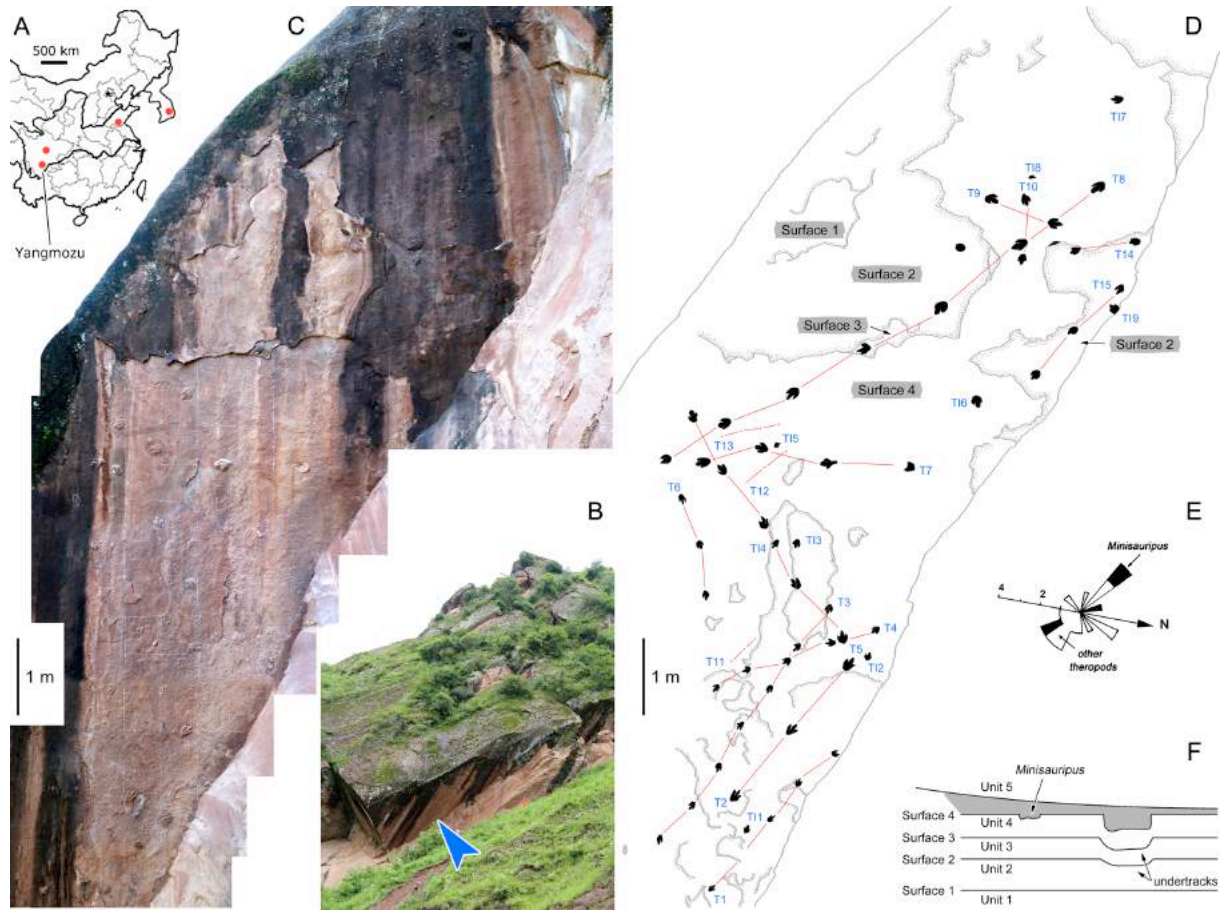 A
500 km
Yangmozu
C
1 m
B
D
TI7
TI8
T10
T9
T8
T14
T15
TI9
Surface 1
Surface 2
Surface 3
Surface 2
Surface 4
TI6
T13
TI5
T7
T12
T6
TI4
TI3
T3
T4
T5
TI2
T11
1 m
T2
TI1
T1
E
Minisauripus
4
2
N
other
theropods
F
Minisauripus
Unit 5
Surface 4
Unit 4
Surface 3
Unit 3
Surface 2
Unit 2
undertracks
Surface 1
Unit 1